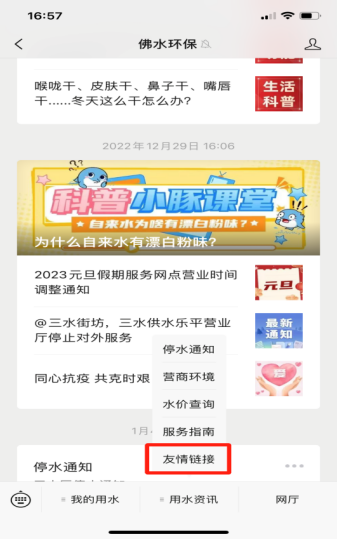 16:57
佛水环保
喉咙干、皮肤干、鼻子干、嘴唇
干......冬天这么干怎么办?
生活
科普
2022年12月29日 16:06
科普小豚课堂
自来水为啥有漂白粉味?
为什么自来水有漂白粉味?
2023元旦假期服务网点营业时间
调整通知
元旦
@三水街坊，三水供水乐平营业
厅停止对外服务
最新
通知
停水通知
同心抗疫 共克时艰
营商环境
水价查询
服务指南
友情链接
停水通知
我的用水
用水资讯
网厅